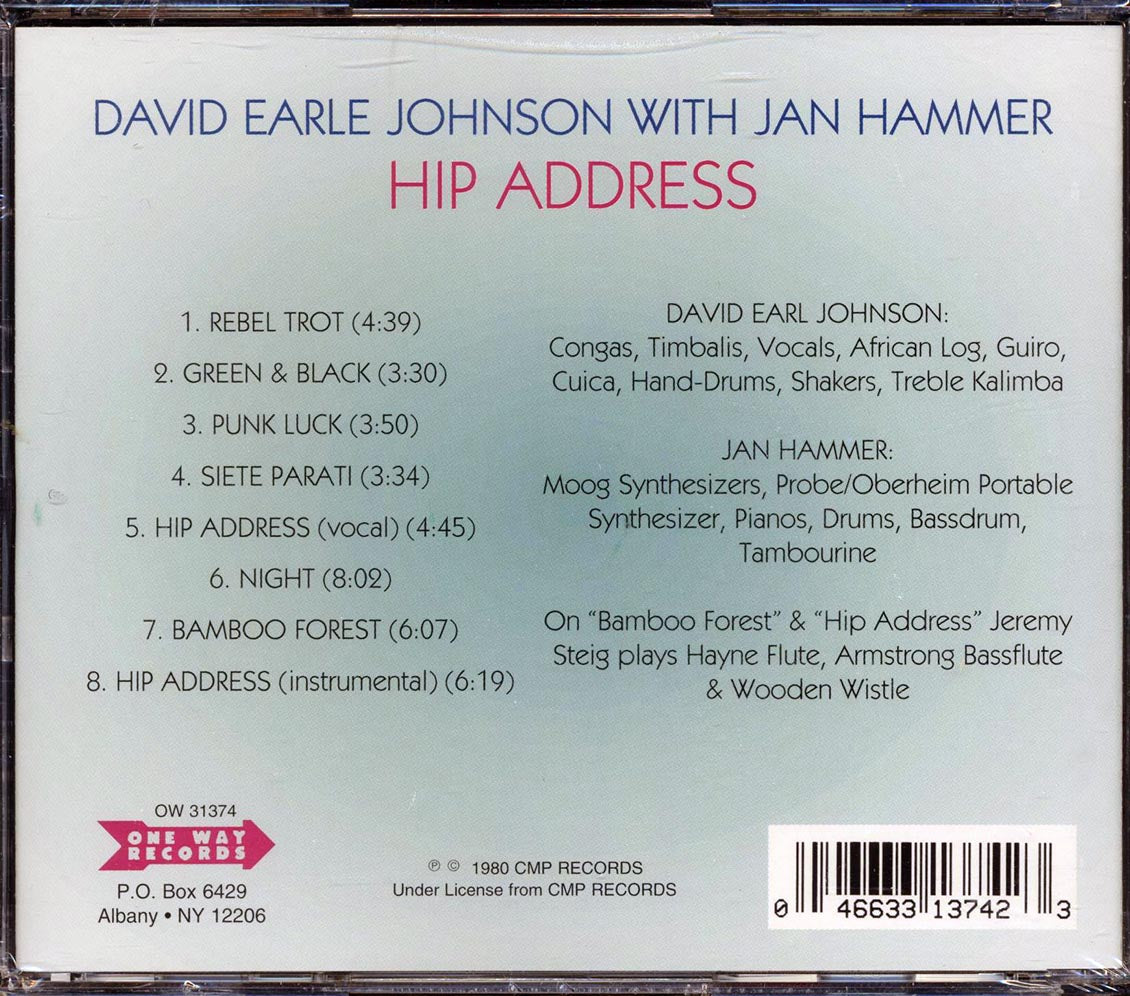 DAVID EARLE JOHNSON WITH JAN HAMMER
HIP ADDRESS
1. REBEL TROT (4:39)
2. GREEN & BLACK (3:30)
3. PUNK LUCK (3:50)
4. SIETE PARATI (3:34)
5. HIP ADDRESS (vocal) (4:45)
6. NIGHT (8:02)
7. BAMBOO FOREST (6:07)
8. HIP ADDRESS (instrumental) (6:19)
DAVID EARL JOHNSON:
Congas, Timbalis, Vocals, African Log, Guiro,
Cuica, Hand-Drums, Shakers, Treble Kalimba
JAN HAMMER:
Moog Synthesizers, Probe/Oberheim Portable
Synthesizer, Pianos, Drums, Bassdrum,
Tambourine
On “Bamboo Forest” & “Hip Address” Jeremy
Steig plays Hayne Flute, Armstrong Bassflute
& Wooden Wistle
OW 31374
ONE WAY
RECORDS
P.O. Box 6429
Albany • NY 12206
℗ © 1980 CMP RECORDS
Under License from CMP RECORDS
0 46633 13742 3